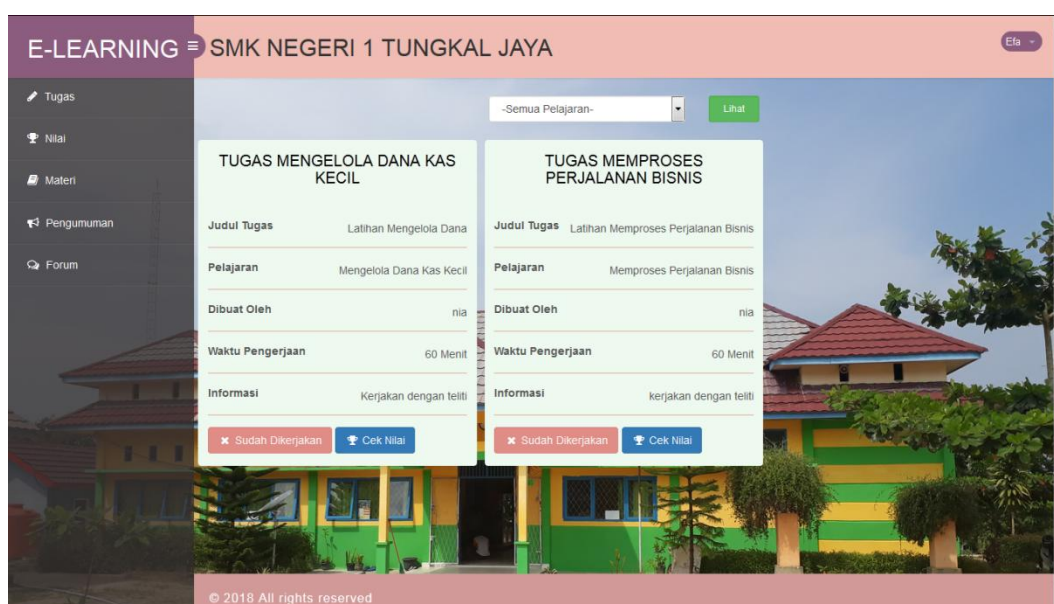 E-LEARNING
SMK NEGERI 1 TUNGKAL JAYA
Efa
Tugas
Nilai
Materi
Pengumuman
Forum
-Semua Pelajaran-
Lihat
TUGAS MENGELOLA DANA KAS
KECIL
Judul Tugas Latihan Mengelola Dana
Pelajaran Mengelola Dana Kas Kecil
Dibuat Oleh nia
Waktu Pengerjaan 60 Menit
Informasi Kerjakan dengan teliti
Sudah Dikerjakan Cek Nilai
TUGAS MEMPROSES
PERJALANAN BISNIS
Judul Tugas Latihan Memproses Perjalanan Bisnis
Pelajaran Memproses Perjalanan Bisnis
Dibuat Oleh nia
Waktu Pengerjaan 60 Menit
Informasi kerjakan dengan teliti
Sudah Dikerjakan Cek Nilai
© 2018 All rights reserved